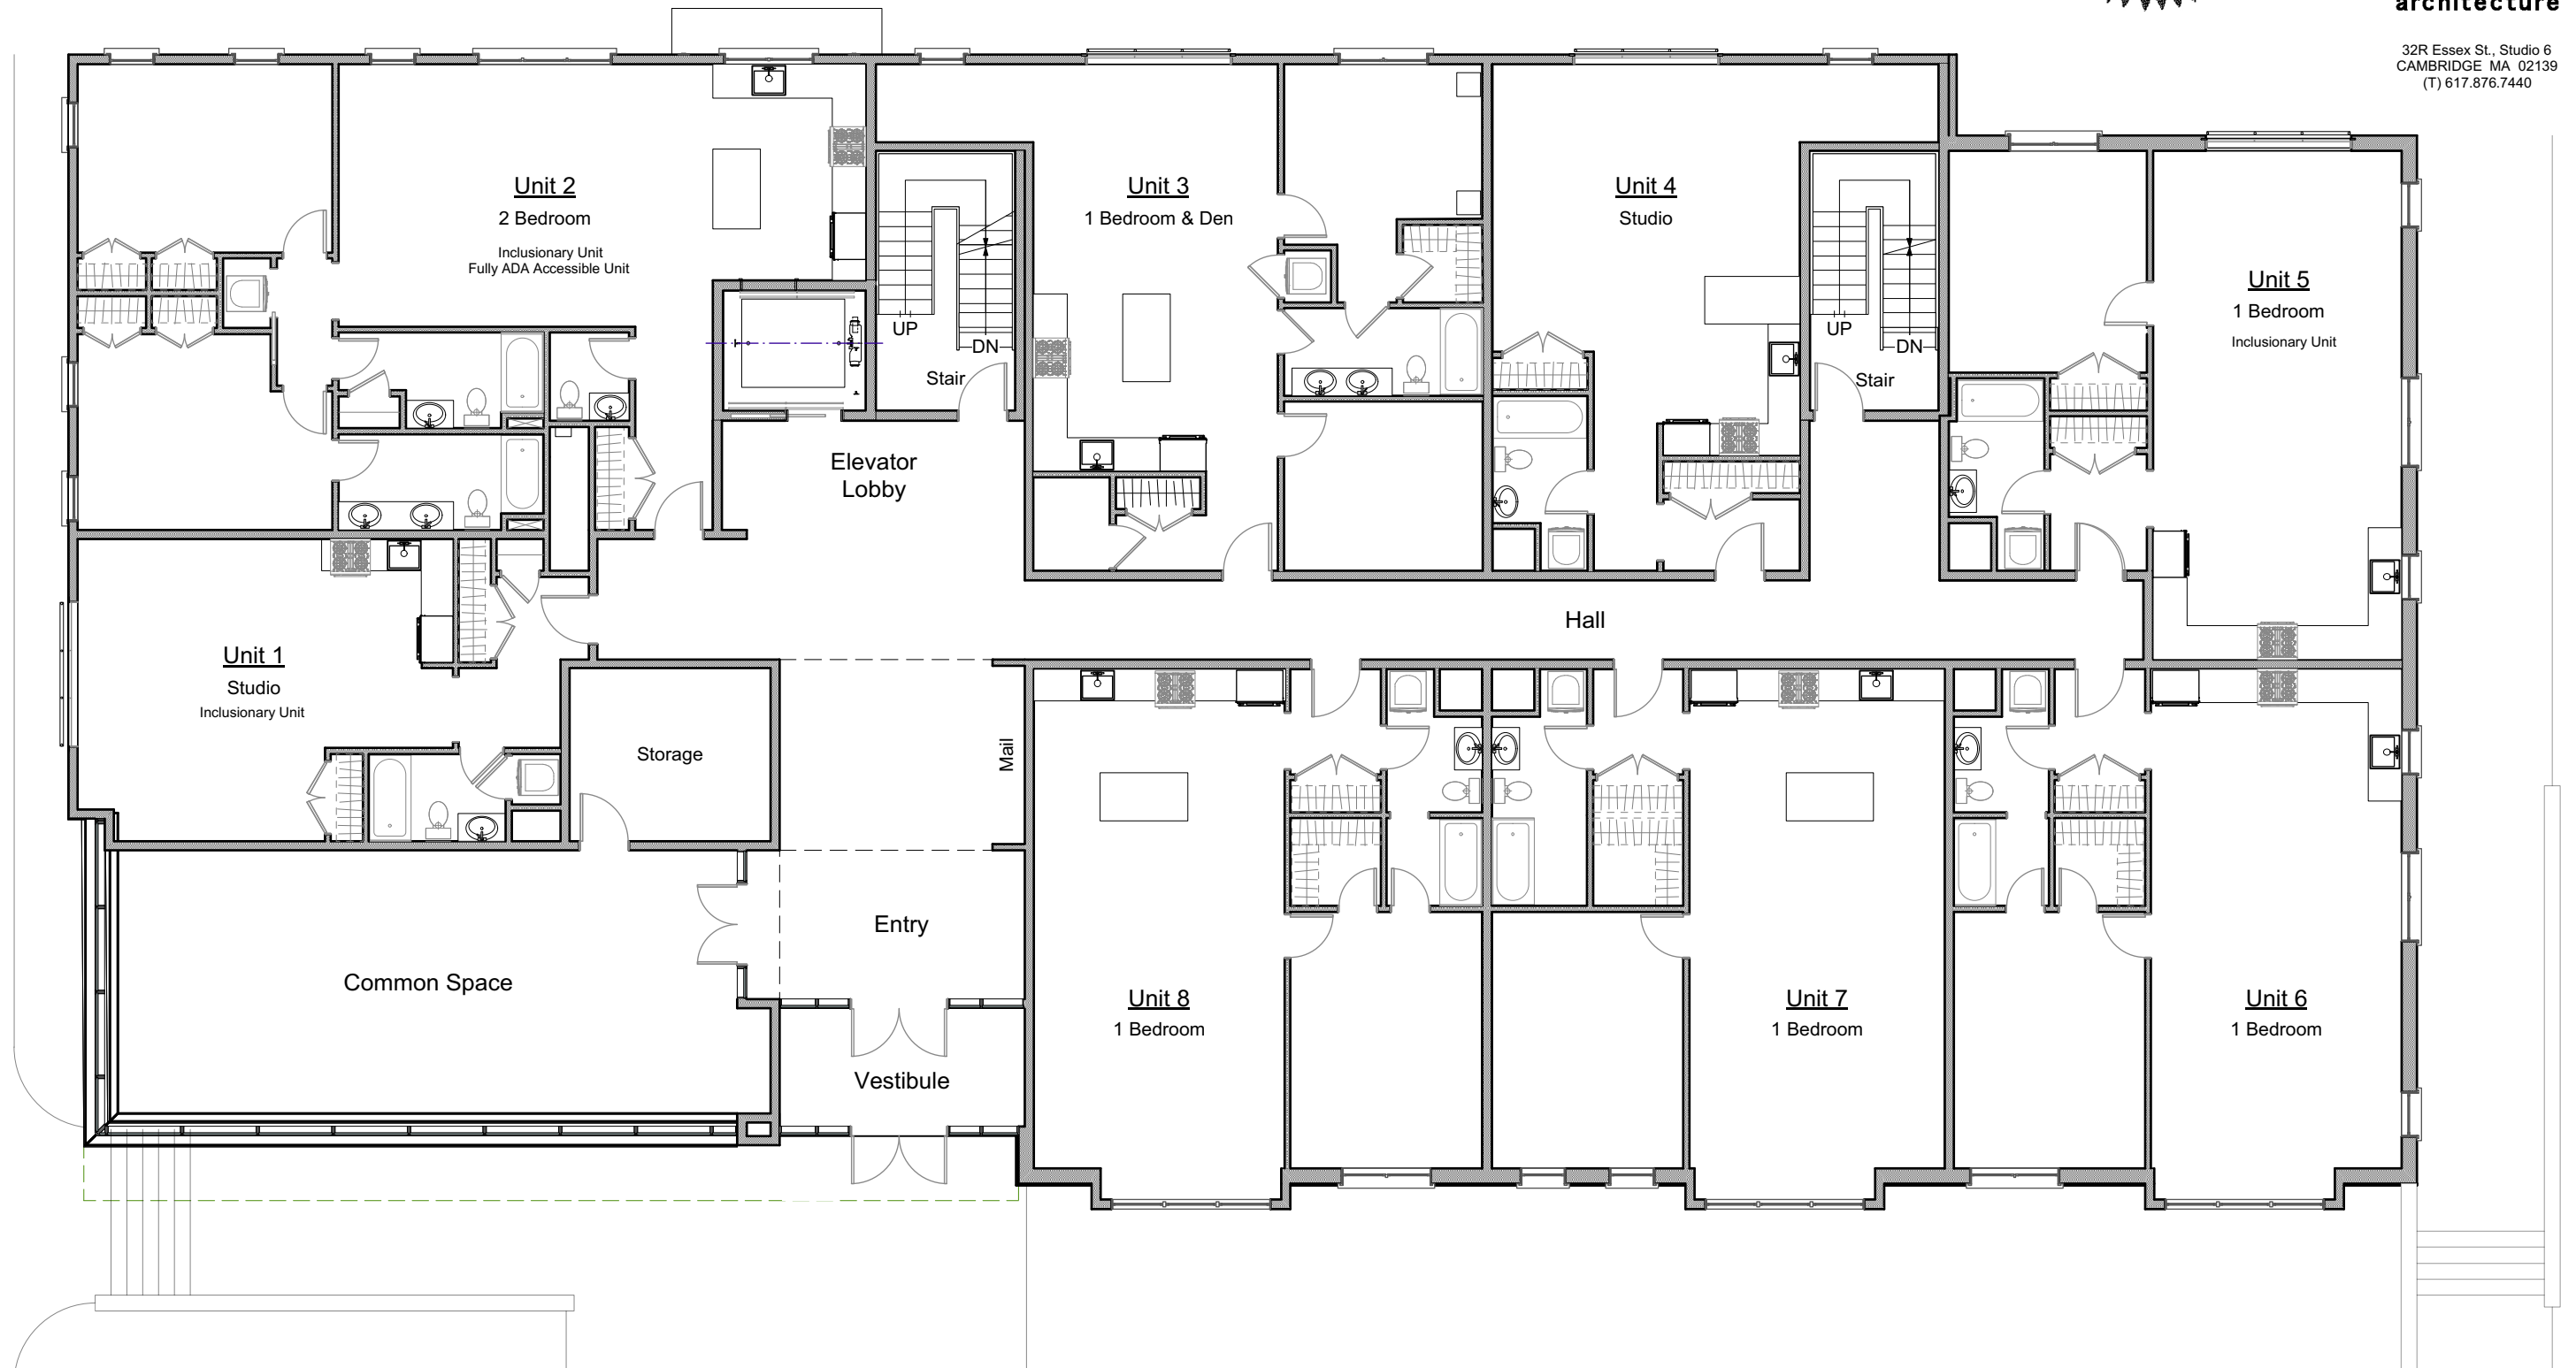 architecture
32R Essex St., Studio 6
CAMBRIDGE MA 02139
(T) 617.876.7440
Unit 2
2 Bedroom
Inclusionary Unit
Fully ADA Accessible Unit
Unit 3
1 Bedroom & Den
Unit 4
Studio
Unit 5
1 Bedroom
Inclusionary Unit
UP
DN
Stair
UP
DN
Stair
Elevator
Lobby
Hall
Unit 1
Studio
Inclusionary Unit
Storage
Mail
Entry
Common Space
Vestibule
Unit 8
1 Bedroom
Unit 7
1 Bedroom
Unit 6
1 Bedroom